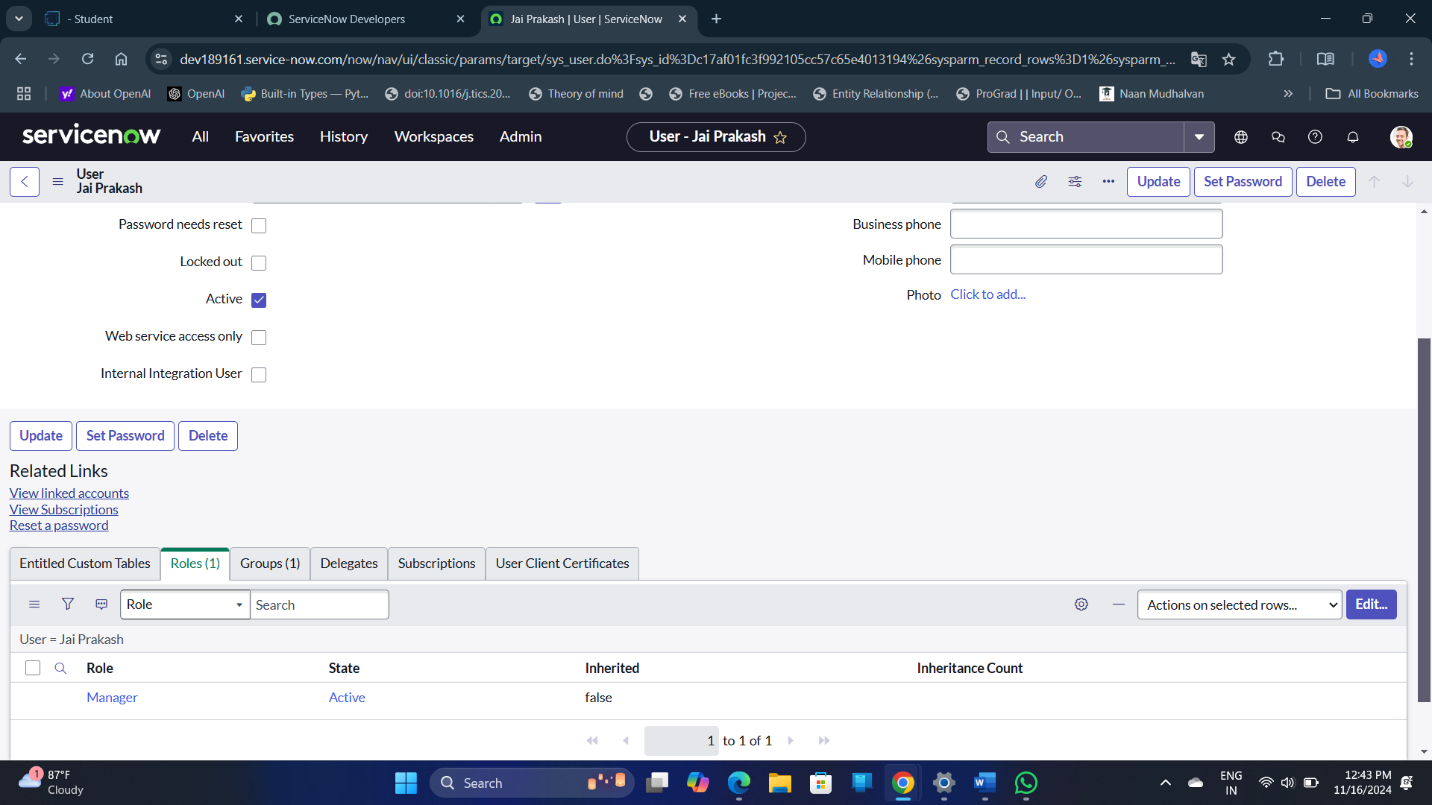 - Student
ServiceNow Developers
Jai Prakash | User | ServiceNow
dev189161.service-now.com/now/nav/ui/classic/params/target/sys_user.do%3Fsys_id%3Dc17af01fc3f992105cc57c65e4013194%26sysparm_record_rows%3D1%26sysparm_...
About OpenAI
OpenAI
Built-in Types — Pyt...
doi:10.1016/j.tics.20...
Theory of mind
Free eBooks | Projec...
Entity Relationship (...
ProGrad | | Input/ O...
Naan Mudhalvan
All Bookmarks
servicenow
All
Favorites
History
Workspaces
Admin
User - Jai Prakash
Search
User
Jai Prakash
Update
Set Password
Delete
Password needs reset
Business phone
Locked out
Mobile phone
Active
Photo Click to add...
Web service access only
Internal Integration User
Update
Set Password
Delete
Related Links
View linked accounts
View Subscriptions
Reset a password
Entitled Custom Tables
Roles (1)
Groups (1)
Delegates
Subscriptions
User Client Certificates
Role
Search
Actions on selected rows...
Edit...
User = Jai Prakash
Role State Inherited Inheritance Count
Manager Active false
1 to 1 of 1
1
87°F
Cloudy
Search
ENG
IN
12:43 PM
11/16/2024